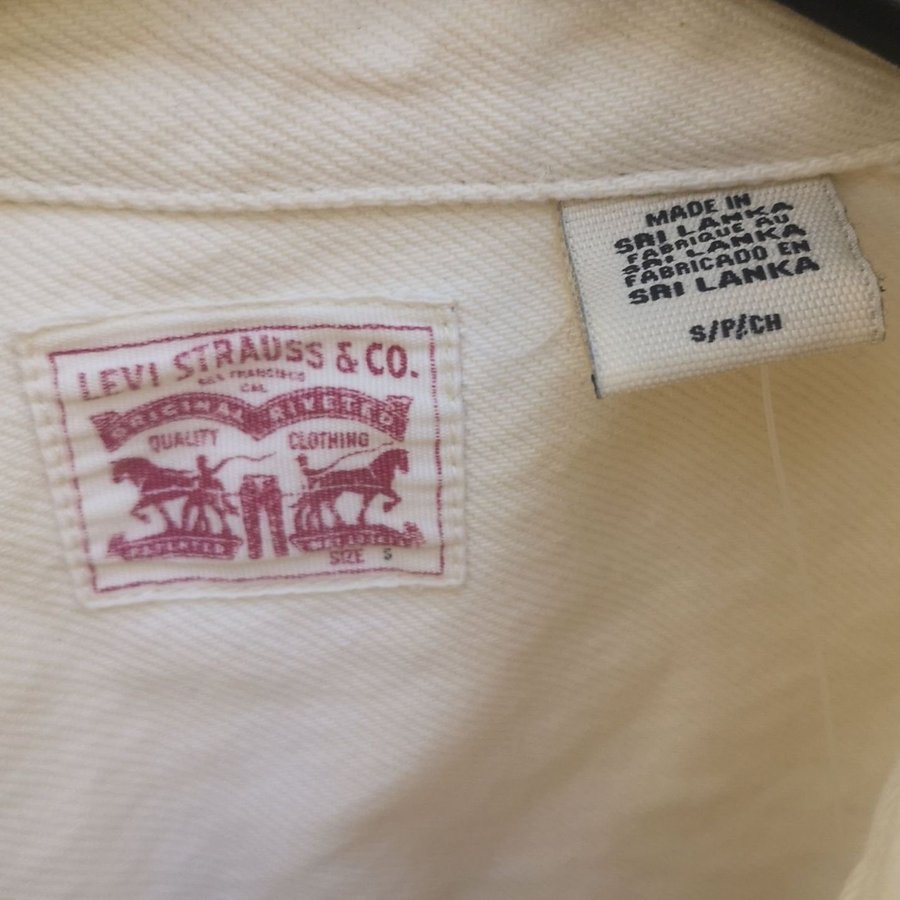 LEVI STRAUSS & CO.
SAN FRANCISCO
CAL.
ORIGINAL RIVETED
QUALITY CLOTHING
PATENTED
SIZE S
MADE IN
SRI LANKA
FABRIQUE AU
SRI LANKA
FABRICADO EN
SRI LANKA
S/P/CH